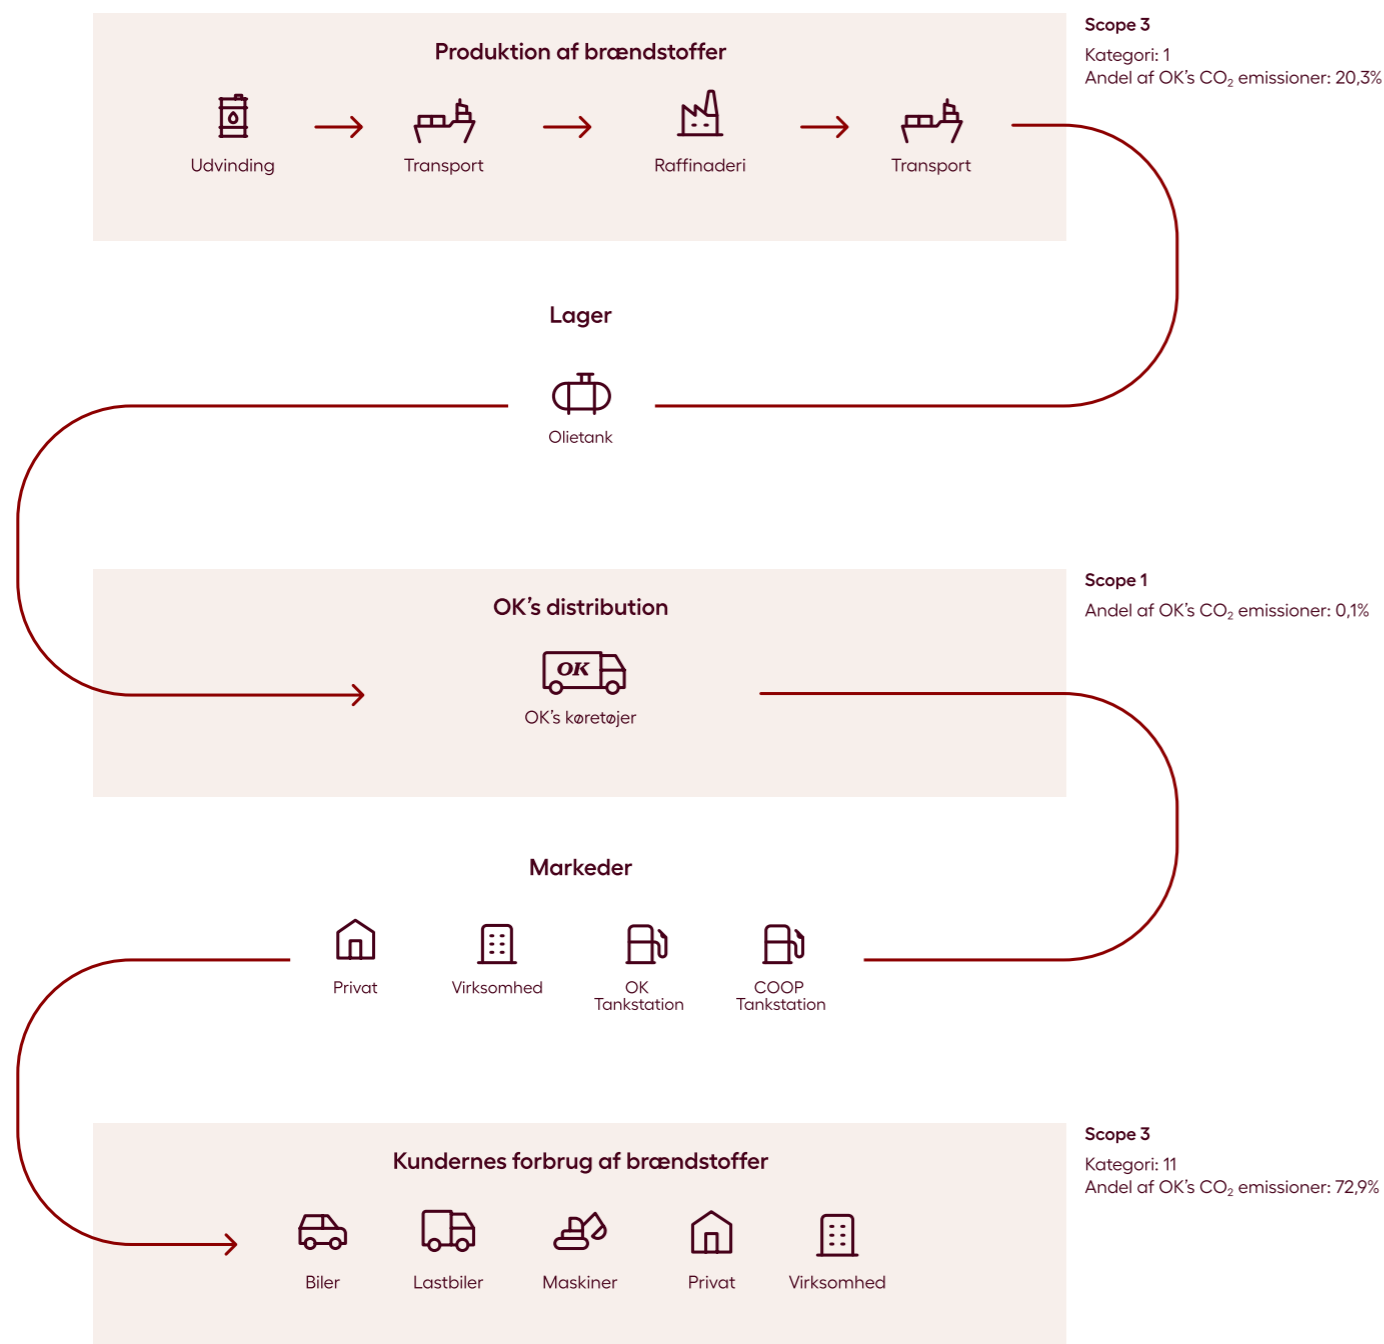 Produktion af brændstoffer
Scope 3
Kategori: 1
Andel af OK's CO₂ emissioner: 20,3%
Udvinding
Transport
Raffinaderi
Transport
Lager
Olietank
OK's distribution
Scope 1
Andel af OK's CO₂ emissioner: 0,1%
OK
OK's køretøjer
Markeder
Privat
Virksomhed
OK
Tankstation
COOP
Tankstation
Kundernes forbrug af brændstoffer
Scope 3
Kategori: 11
Andel af OK's CO₂ emissioner: 72,9%
Biler
Lastbiler
Maskiner
Privat
Virksomhed